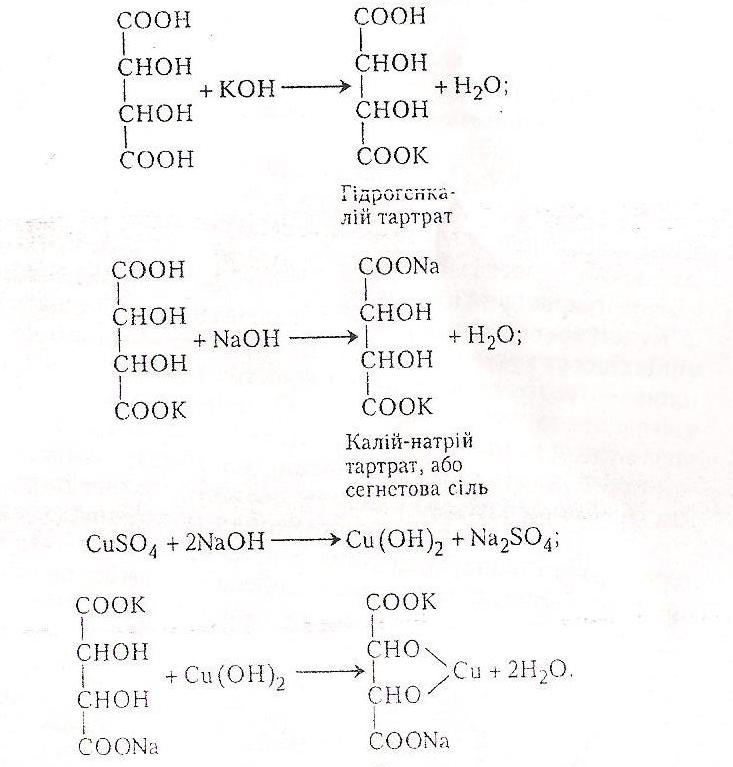 COOH COOH
CHOH CHOH
+ KOH ⟶ + H₂O;
CHOH CHOH
COOH COOK
Гідрогенка-
лій тартрат
COOH COONa
CHOH CHOH
+ NaOH ⟶ + H₂O;
CHOH CHOH
COOK COOK
Калій-натрій
тартрат, або
сегнетова сіль
CuSO₄ + 2NaOH ⟶ Cu(OH)₂ + Na₂SO₄;
COOK COOK
CHOH CHO
+ Cu(OH)₂ ⟶ Cu + 2H₂O.
CHOH CHO
COONa COONa